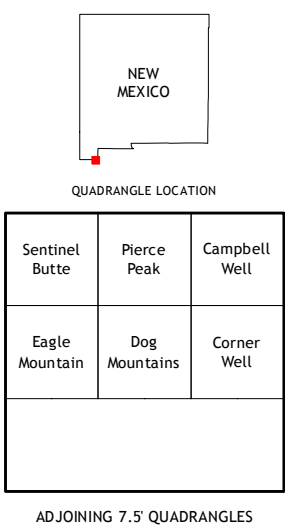 NEW
MEXICO
QUADRANGLE LOCATION
Sentinel
Butte
Pierce
Peak
Campbell
Well
Eagle
Mountain
Dog
Mountains
Corner
Well
ADJOINING 7.5' QUADRANGLES